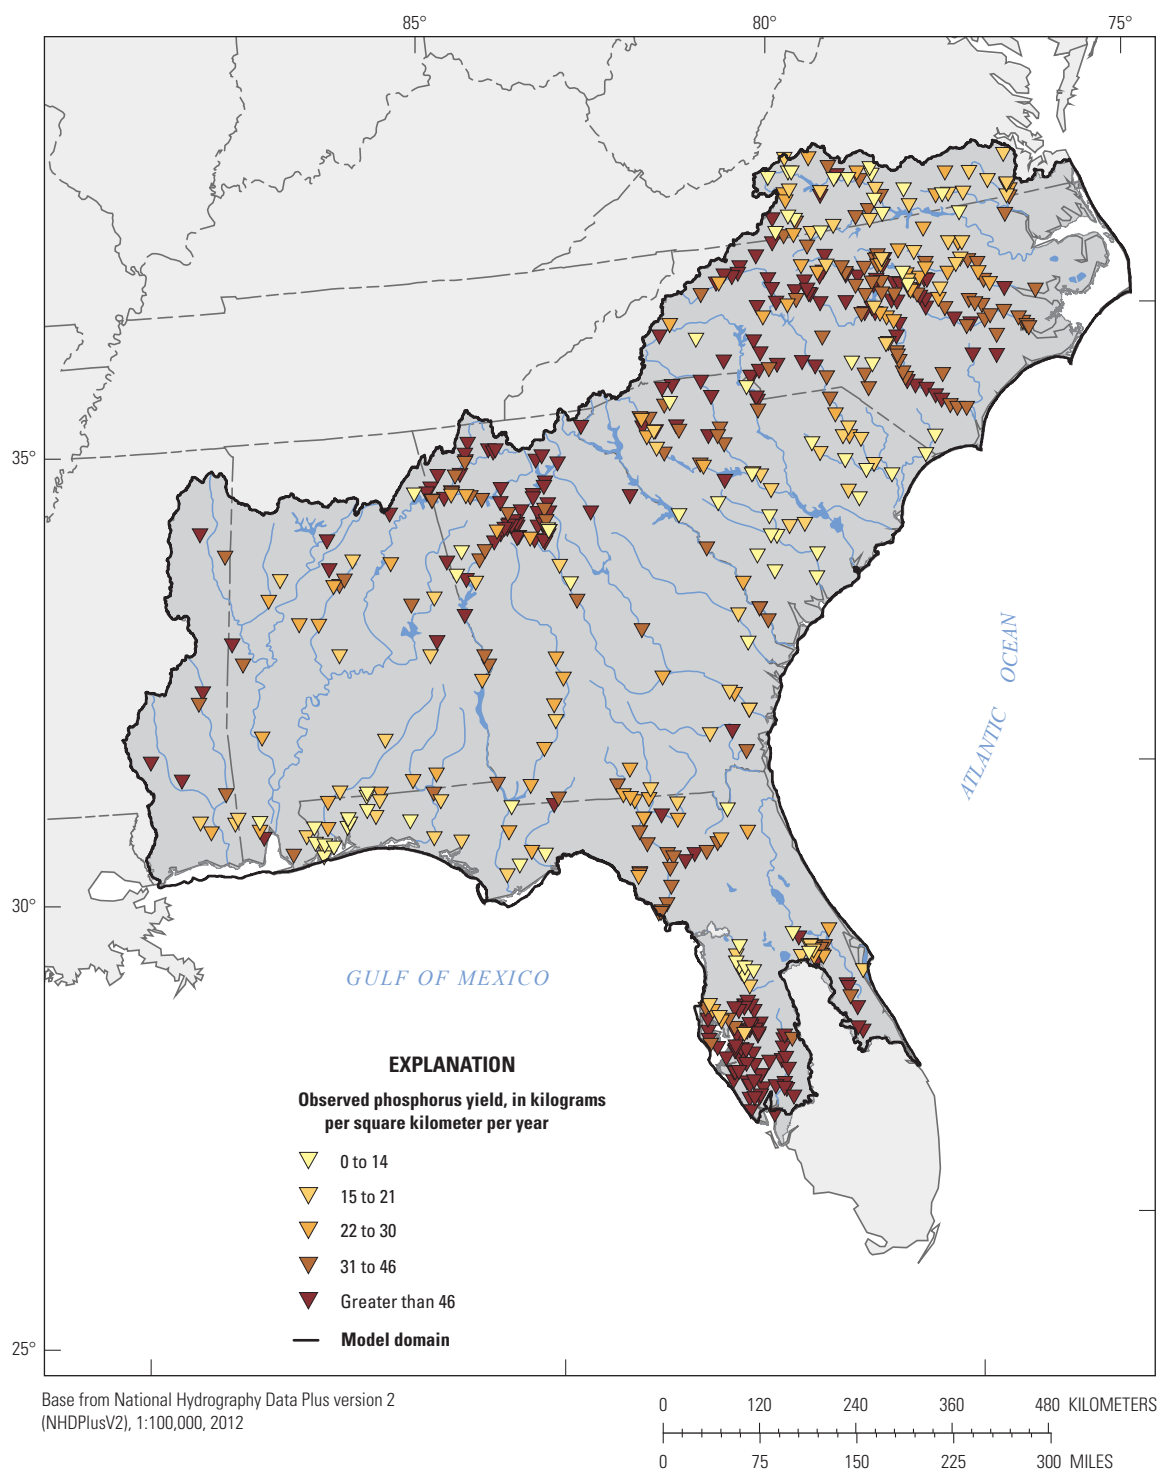 85° 80° 75°
35°
30°
25°
ATLANTIC OCEAN
GULF OF MEXICO
EXPLANATION
Observed phosphorus yield, in kilograms
per square kilometer per year
0 to 14
15 to 21
22 to 30
31 to 46
Greater than 46
Model domain
Base from National Hydrography Data Plus version 2
(NHDPlusV2), 1:100,000, 2012
0 120 240 360 480 KILOMETERS
0 75 150 225 300 MILES